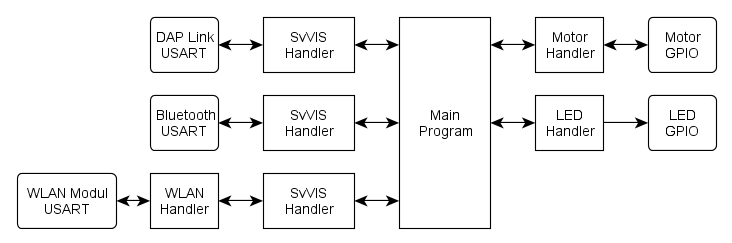 DAP Link
USART
SvVIS
Handler
Motor
Handler
Motor
GPIO
Bluetooth
USART
SvVIS
Handler
Main
Program
LED
Handler
LED
GPIO
WLAN Modul
USART
WLAN
Handler
SvVIS
Handler